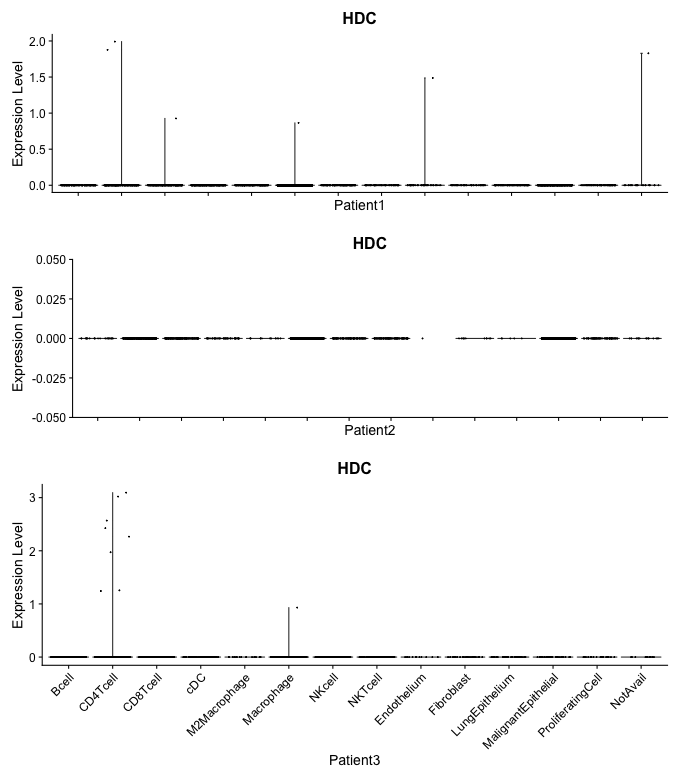 HDC
Expression Level
2.0
1.5
1.0
0.5
0.0
Patient1
HDC
Expression Level
0.050
0.025
0.000
-0.025
-0.050
Patient2
HDC
Expression Level
3
2
1
0
Bcell
CD4Tcell
CD8Tcell
cDC
M2Macrophage
Macrophage
NKcell
NKTcell
Endothelium
Fibroblast
LungEpithelium
MalignantEpithelial
ProliferatingCell
NotAvail
Patient3